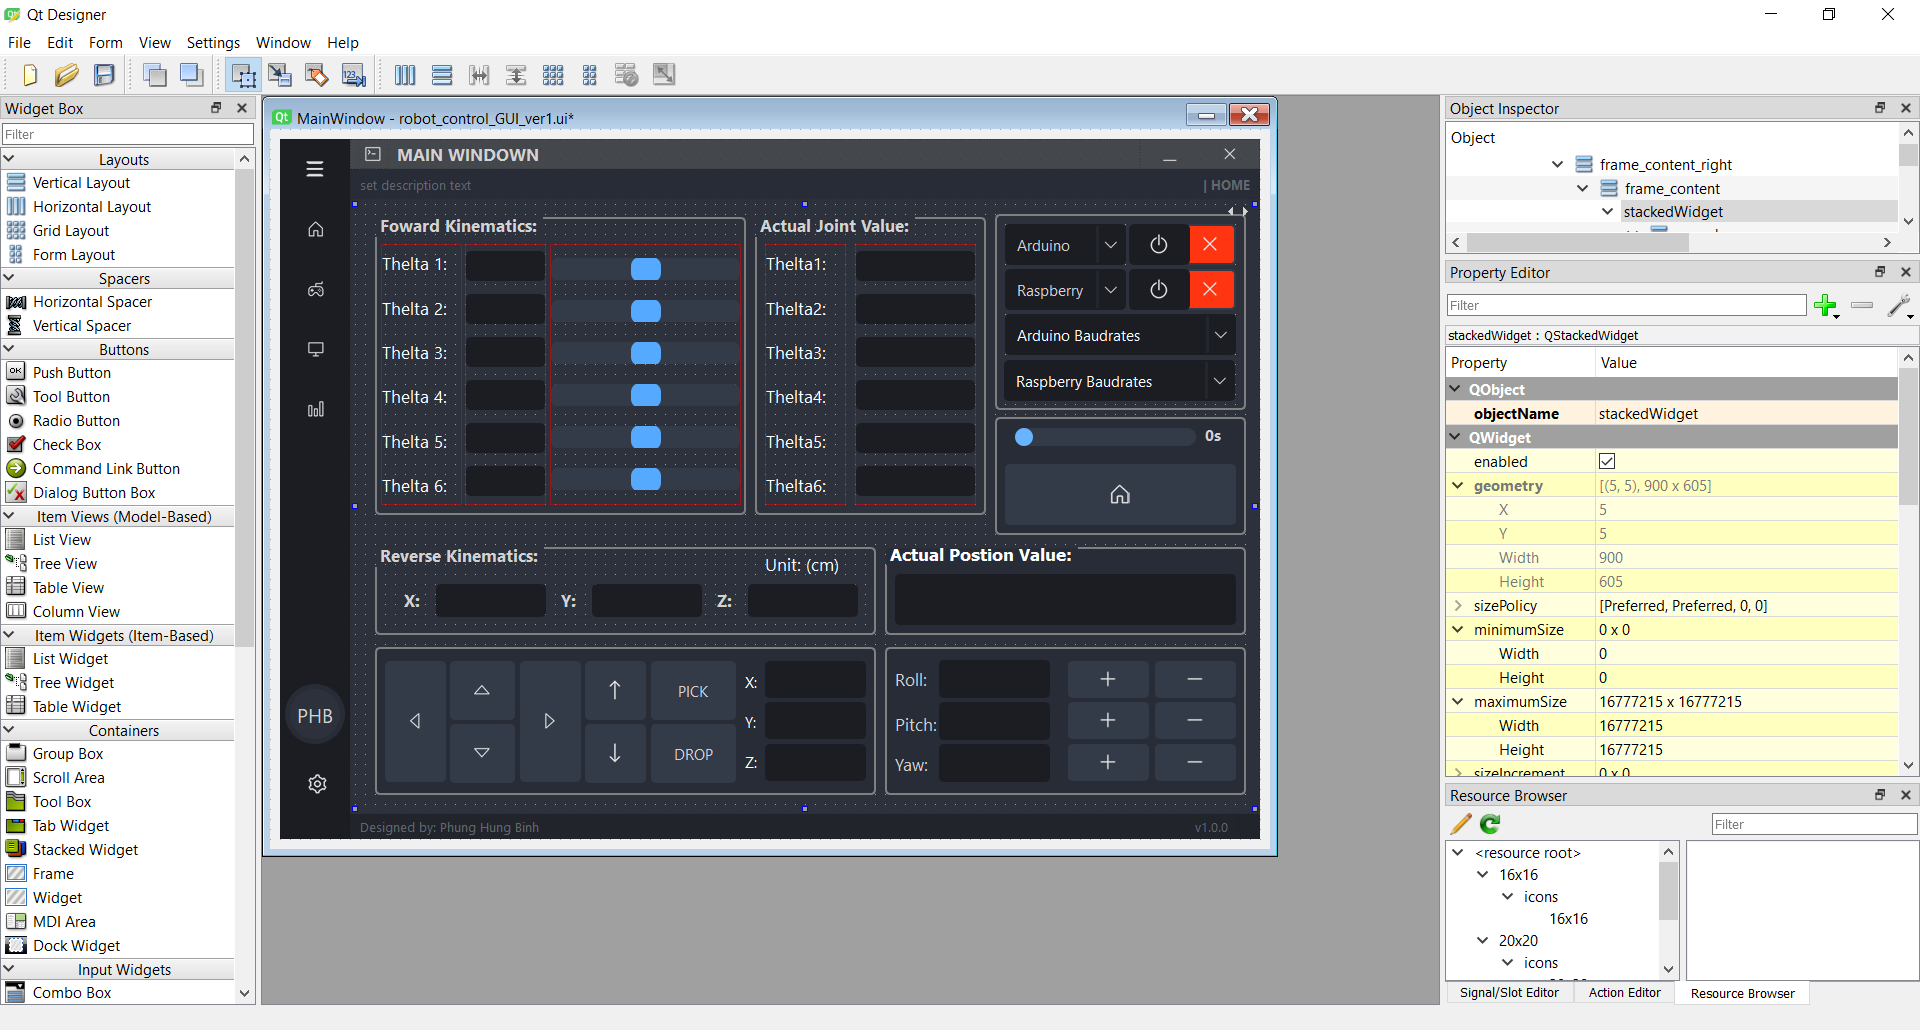 Qt Designer
File Edit Form View Settings Window Help
Widget Box
Filter
Layouts
Vertical Layout
Horizontal Layout
Grid Layout
Form Layout
Spacers
Horizontal Spacer
Vertical Spacer
Buttons
OK Push Button
Tool Button
Radio Button
Check Box
Command Link Button
Dialog Button Box
Item Views (Model-Based)
List View
Tree View
Table View
Column View
Item Widgets (Item-Based)
List Widget
Tree Widget
Table Widget
Containers
Group Box
Scroll Area
Tool Box
Tab Widget
Stacked Widget
Frame
Widget
MDI Area
Dock Widget
Input Widgets
Combo Box
Qt MainWindow - robot_control_GUI_ver1.ui*
MAIN WINDOWN
set description text
| HOME
Foward Kinematics:
Thelta 1:
Thelta 2:
Thelta 3:
Thelta 4:
Thelta 5:
Thelta 6:
Actual Joint Value:
Thelta1:
Thelta2:
Thelta3:
Thelta4:
Thelta5:
Thelta6:
Arduino
Raspberry
Arduino Baudrates
Raspberry Baudrates
0s
Reverse Kinematics:
Unit: (cm)
X: Y: Z:
Actual Postion Value:
PICK
DROP
X:
Y:
Z:
Roll:
Pitch:
Yaw:
PHB
Designed by: Phung Hung Binh
v1.0.0
Object Inspector
Object
frame_content_right
frame_content
stackedWidget
Property Editor
Filter
stackedWidget : QStackedWidget
Property Value
QObject
objectName stackedWidget
QWidget
enabled
geometry [(5, 5), 900 x 605]
X 5
Y 5
Width 900
Height 605
sizePolicy [Preferred, Preferred, 0, 0]
minimumSize 0 x 0
Width 0
Height 0
maximumSize 16777215 x 16777215
Width 16777215
Height 16777215
sizeIncrement 0 x 0
Resource Browser
Filter
<resource root>
16x16
icons
16x16
20x20
icons
Signal/Slot Editor Action Editor Resource Browser